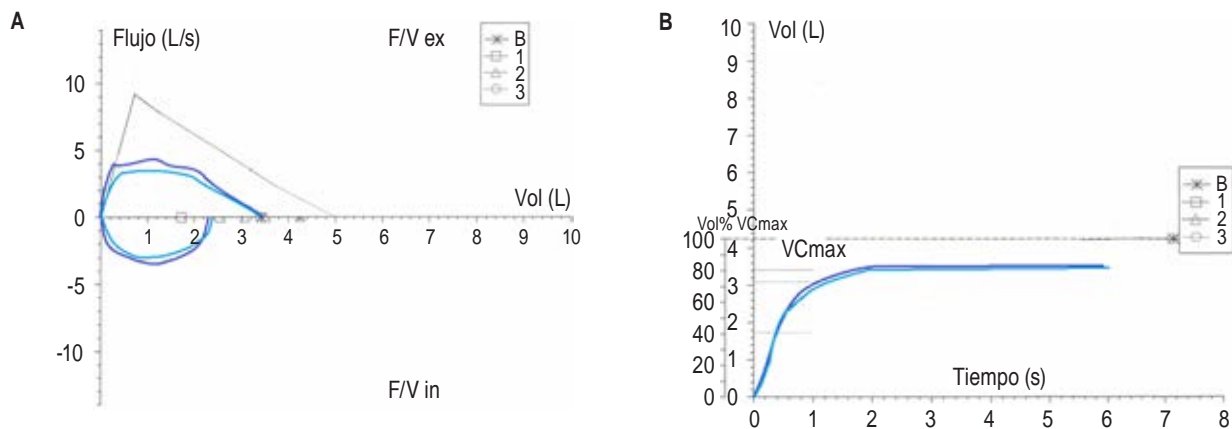 A
Flujo (L/s)
F/V ex
B
1
2
3
10
5
Vol (L)
0
1 2 3 4 5 6 7 8 9 10
-5
-10
F/V in
B
Vol (L)
10
9
8
7
6
5
B
1
2
3
Vol% VCmax
100 4
VCmax
80
3
60
2
40
1
20
Tiempo (s)
0 0
0 1 2 3 4 5 6 7 8